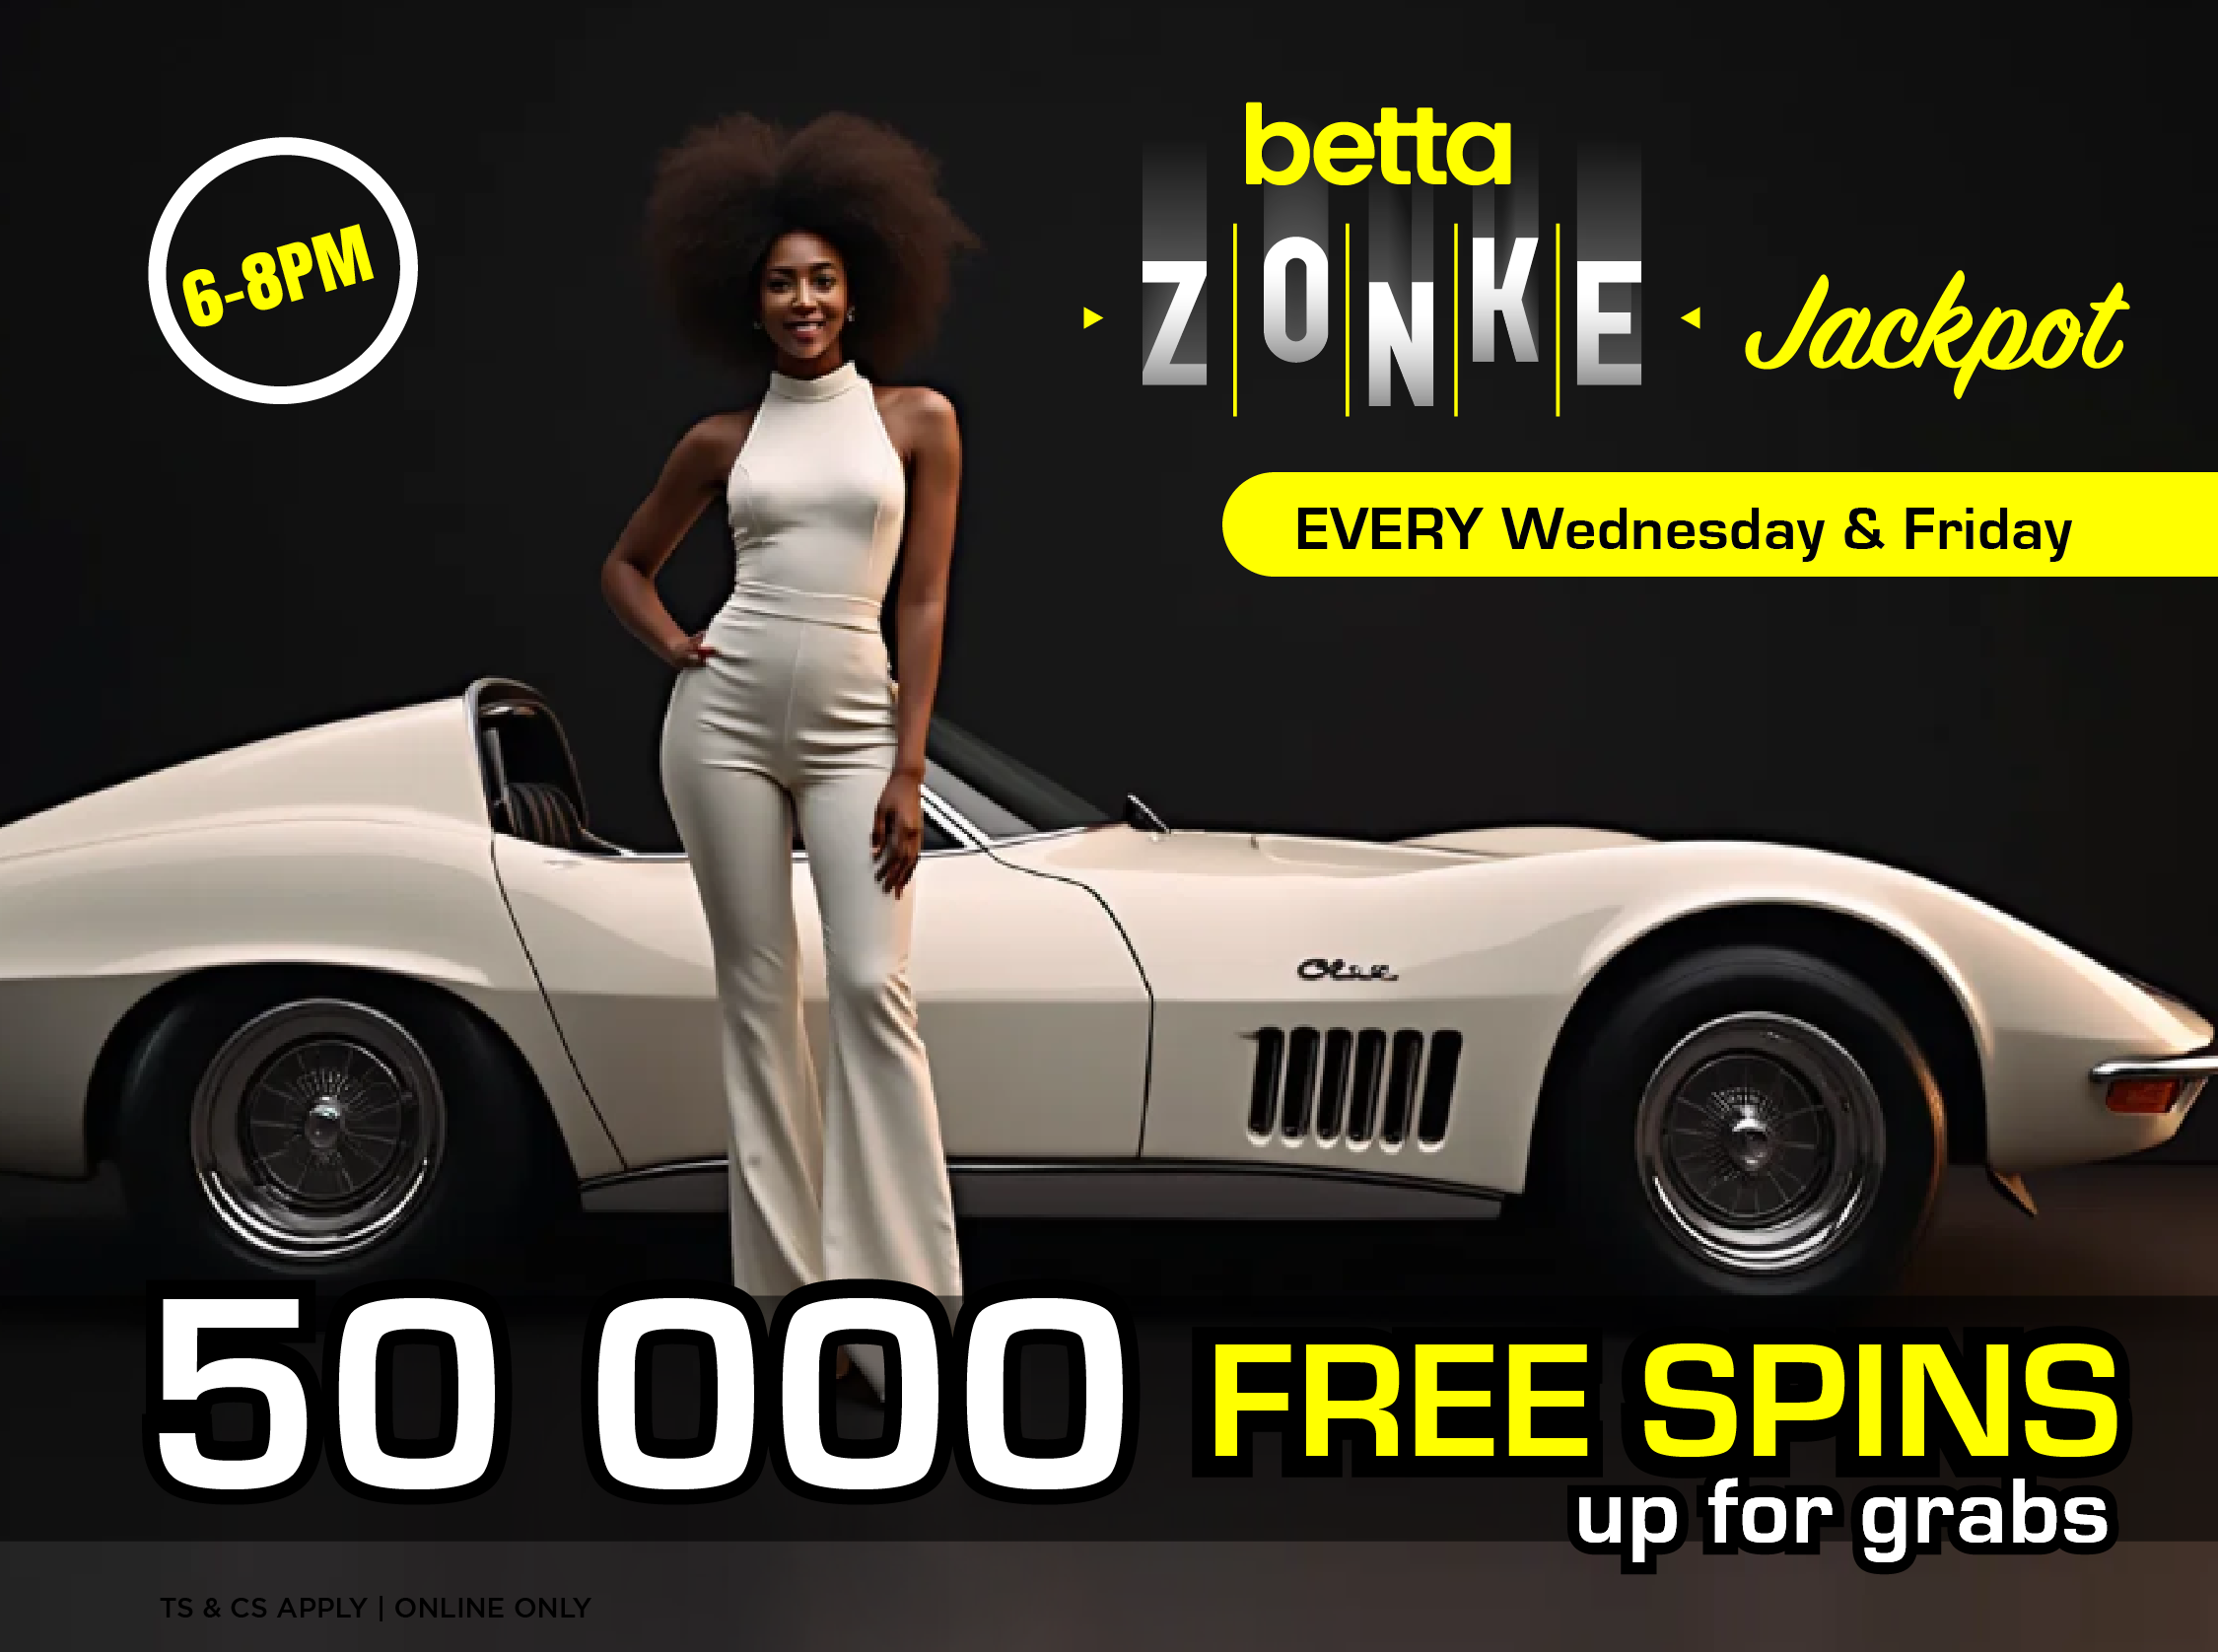 6-8PM
betta
ZONKE Jackpot
EVERY Wednesday & Friday
50 000 FREE SPINS
up for grabs
TS & CS APPLY | ONLINE ONLY